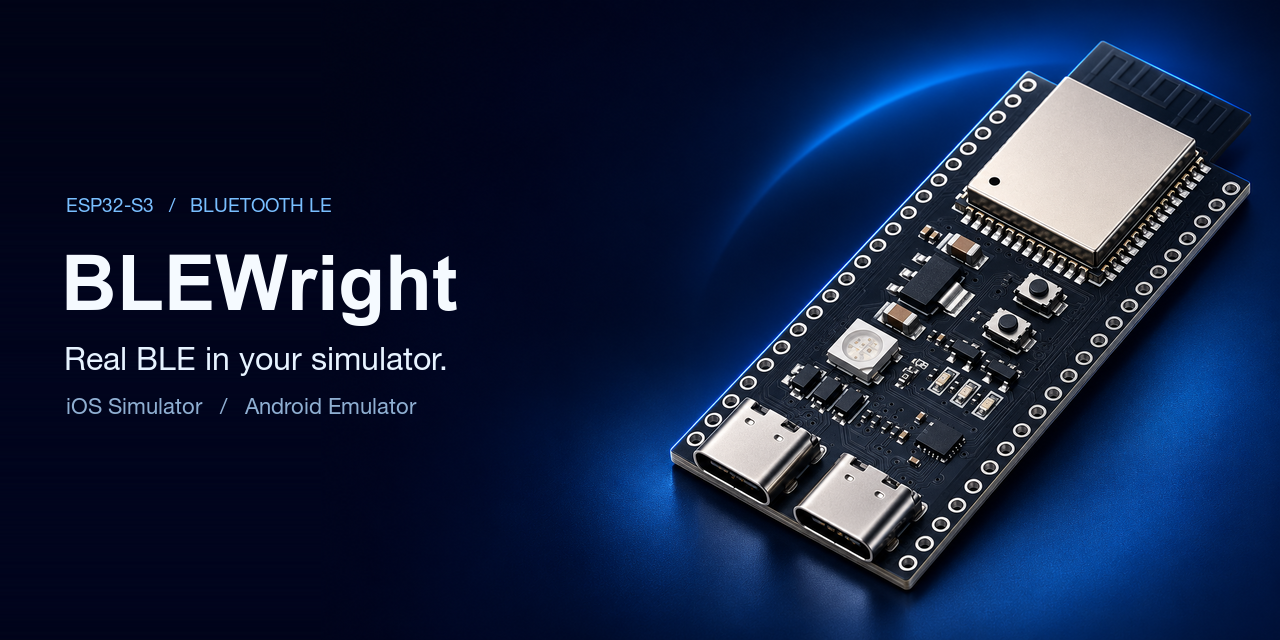 ESP32-S3 / BLUETOOTH LE
BLEWright
Real BLE in your simulator.
iOS Simulator / Android Emulator